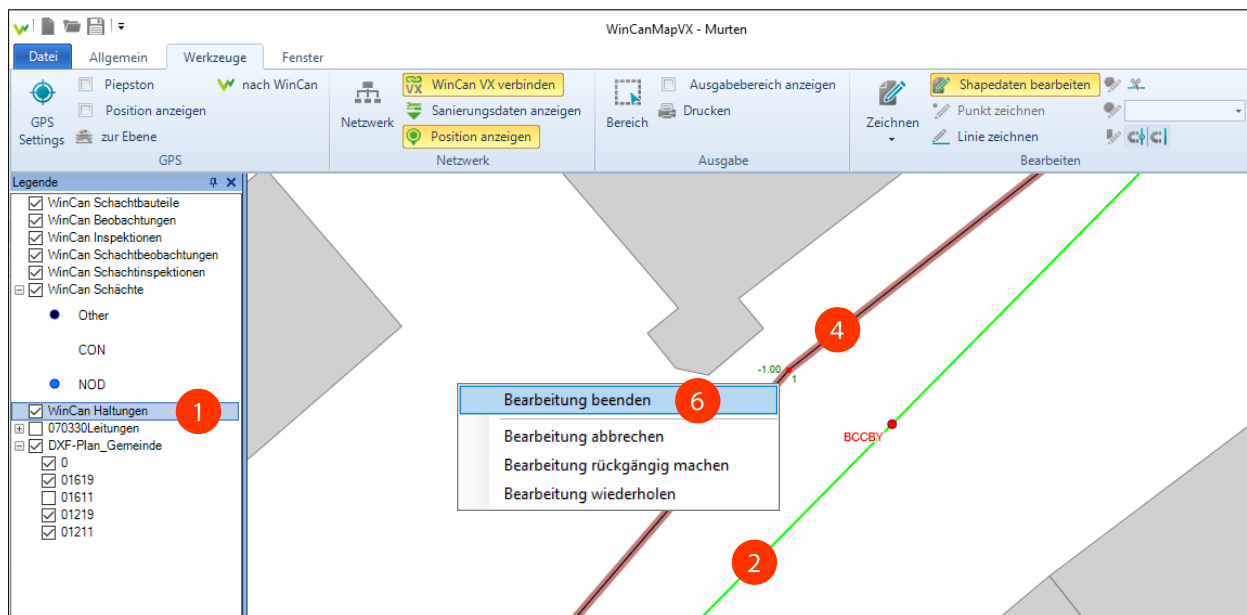 WinCanMapVX - Murten
Datei Allgemein Werkzeuge Fenster
GPS Settings
Piepston
Position anzeigen
zur Ebene
nach WinCan
GPS
Netzwerk
VX WinCan VX verbinden
Sanierungsdaten anzeigen
Position anzeigen
Netzwerk
Bereich
Ausgabebereich anzeigen
Drucken
Ausgabe
Zeichnen
Shapedaten bearbeiten
Punkt zeichnen
Linie zeichnen
Bearbeiten
Legende
WinCan Schachtbauteile
WinCan Beobachtungen
WinCan Inspektionen
WinCan Schachtbeobachtungen
WinCan Schachtinspektionen
WinCan Schächte
Other
CON
NOD
WinCan Haltungen 1
070330Leitungen
DXF-Plan_Gemeinde
0
01619
01611
01219
01211
4
-1.00
1
Bearbeitung beenden 6
Bearbeitung abbrechen
Bearbeitung rückgängig machen
Bearbeitung wiederholen
BCCBY
2